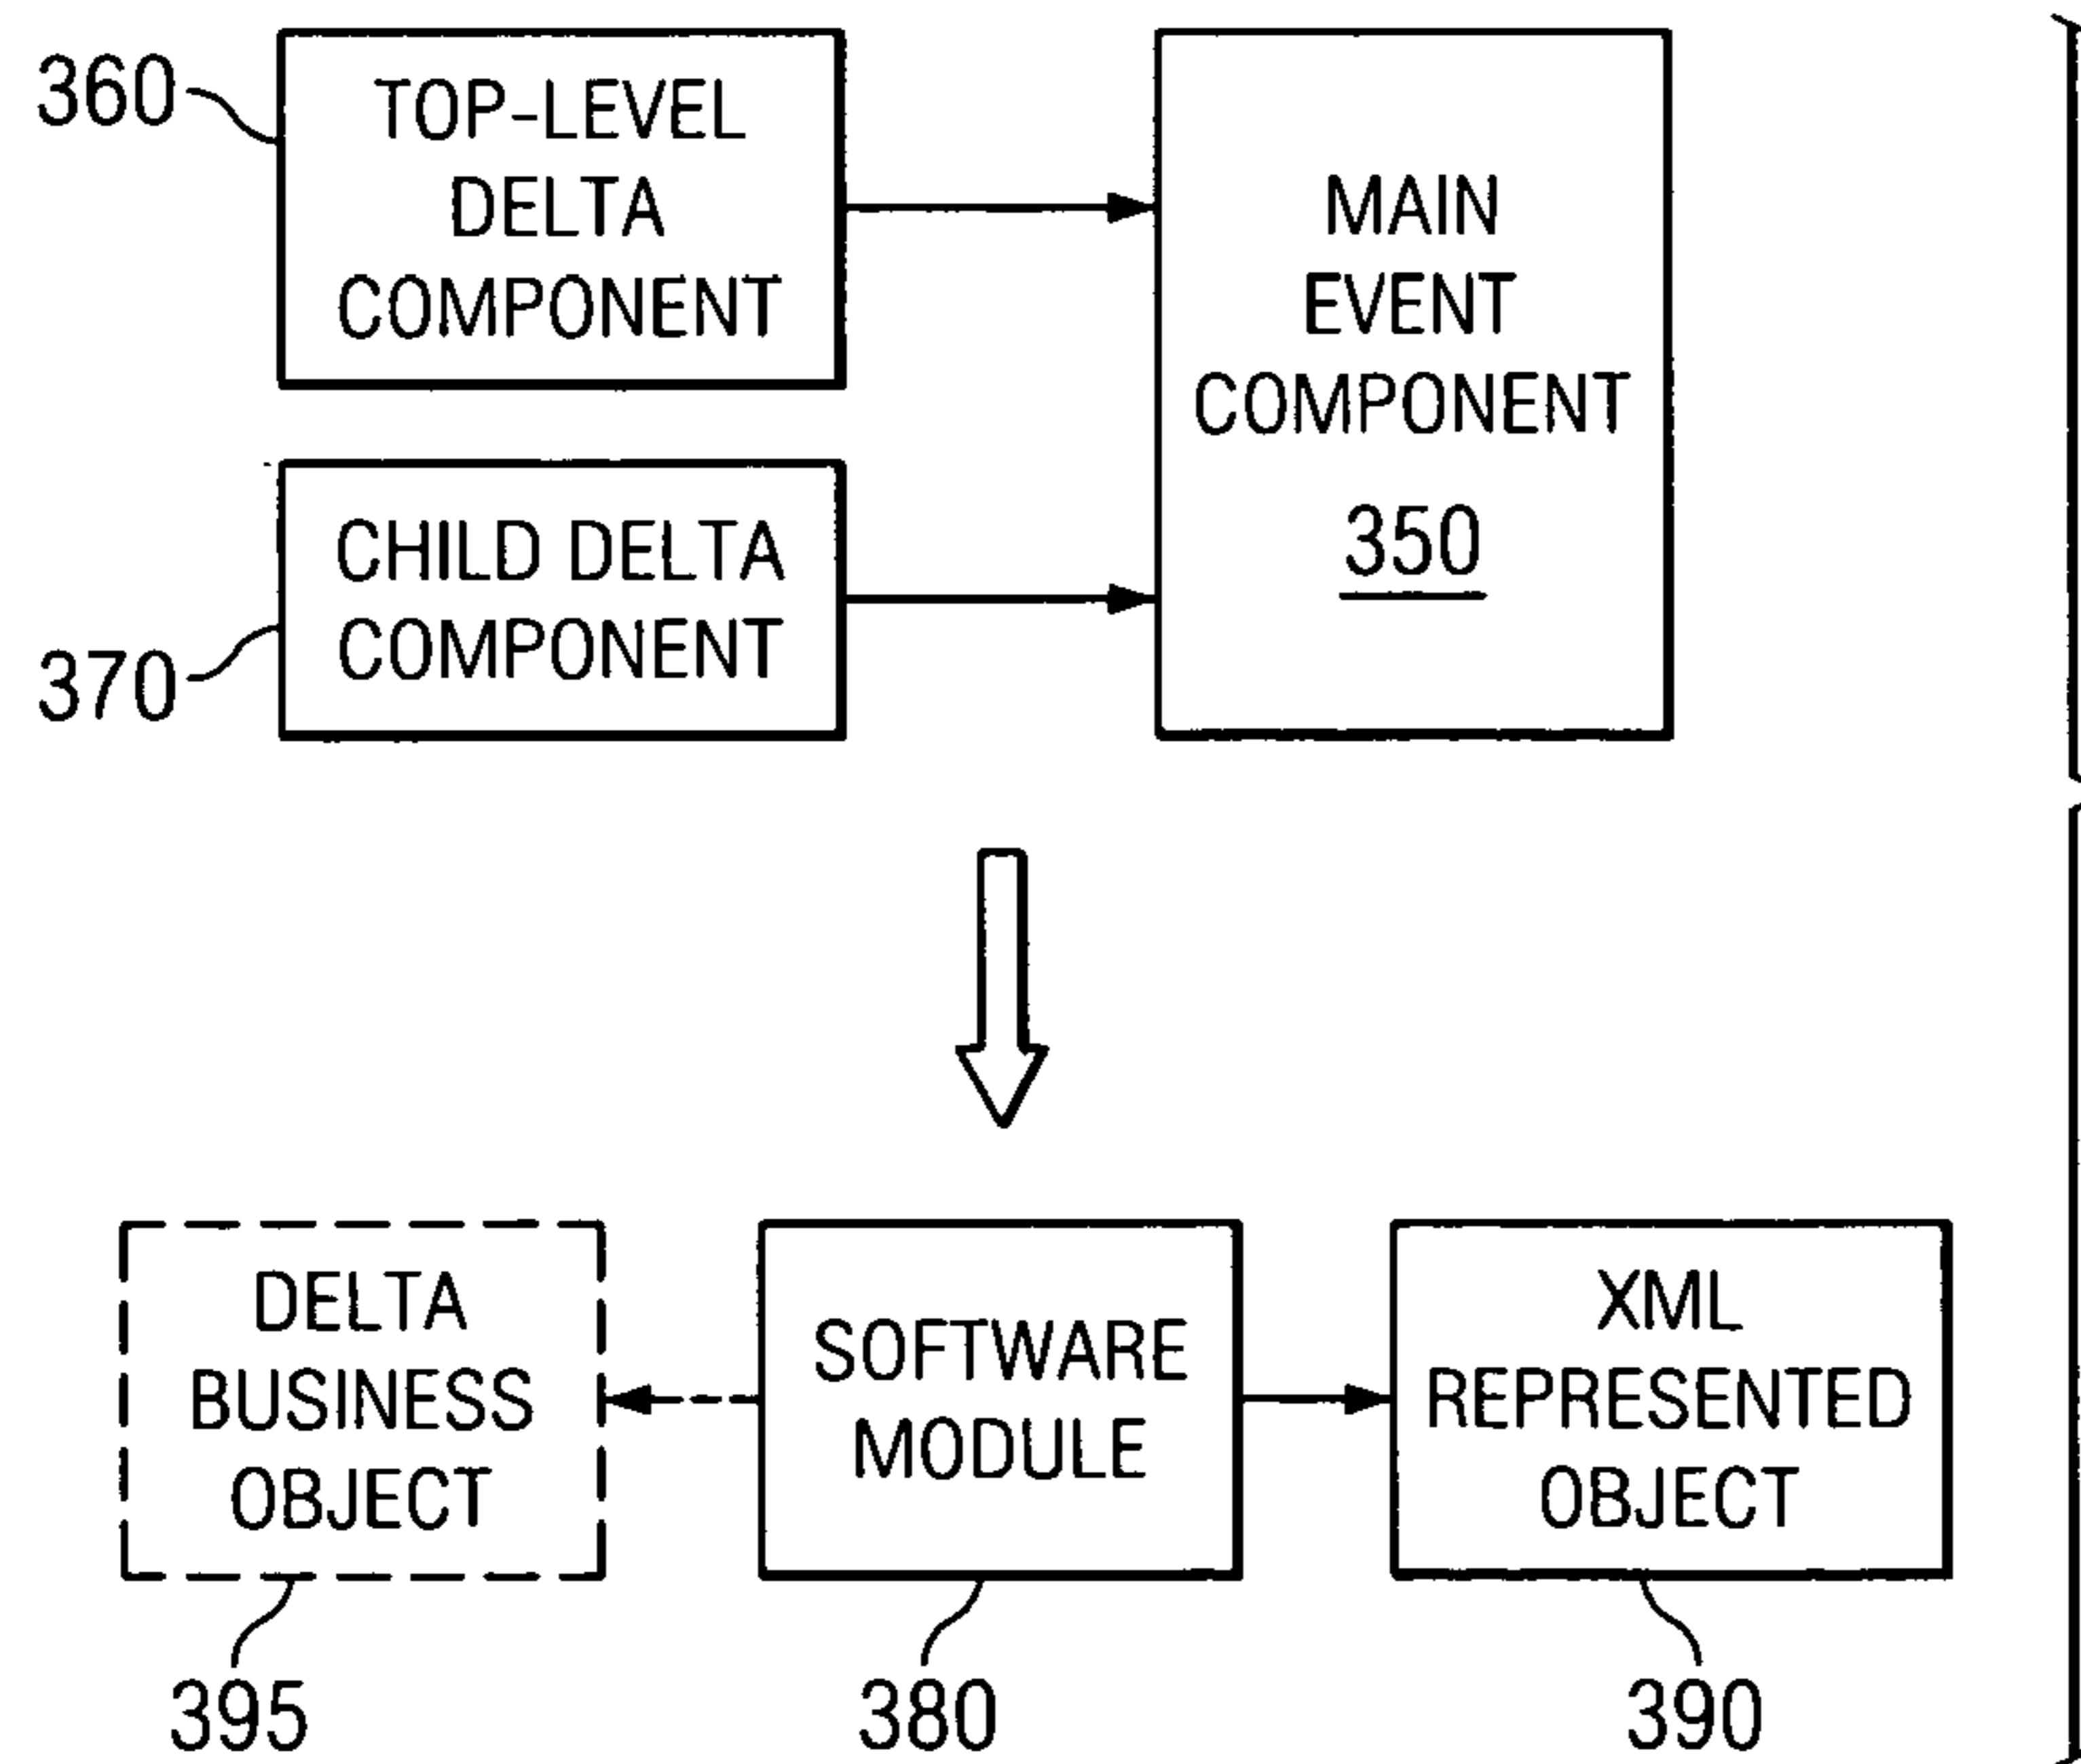 360
TOP-LEVEL
DELTA
COMPONENT
MAIN
EVENT
COMPONENT
350
CHILD DELTA
COMPONENT
370
DELTA
BUSINESS
OBJECT
SOFTWARE
MODULE
XML
REPRESENTED
OBJECT
395
380
390